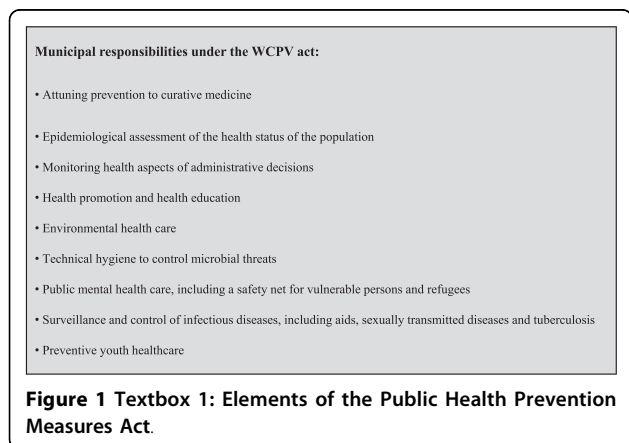 Municipal responsibilities under the WCPV act:
• Attuning prevention to curative medicine
• Epidemiological assessment of the health status of the population
• Monitoring health aspects of administrative decisions
• Health promotion and health education
• Environmental health care
• Technical hygiene to control microbial threats
• Public mental health care, including a safety net for vulnerable persons and refugees
• Surveillance and control of infectious diseases, including aids, sexually transmitted diseases and tuberculosis
• Preventive youth healthcare
Figure 1 Textbox 1: Elements of the Public Health Prevention
Measures Act.